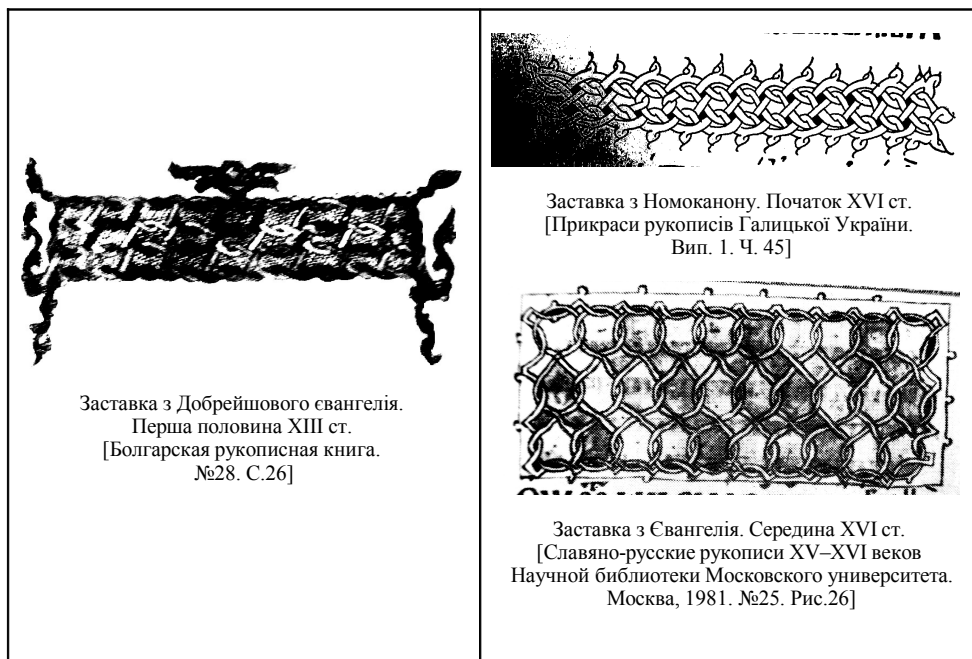 Заставка з Добрейшового євангелія.
Перша половина XIII ст.
[Болгарская рукописная книга.
№28. С.26]
Заставка з Номоканону. Початок XVI ст.
[Прикраси рукописів Галицької України.
Вип. 1. Ч. 45]
Заставка з Євангелія. Середина XVI ст.
[Славяно-русские рукописи XV–XVI веков
Научной библиотеки Московского университета.
Москва, 1981. №25. Рис.26]